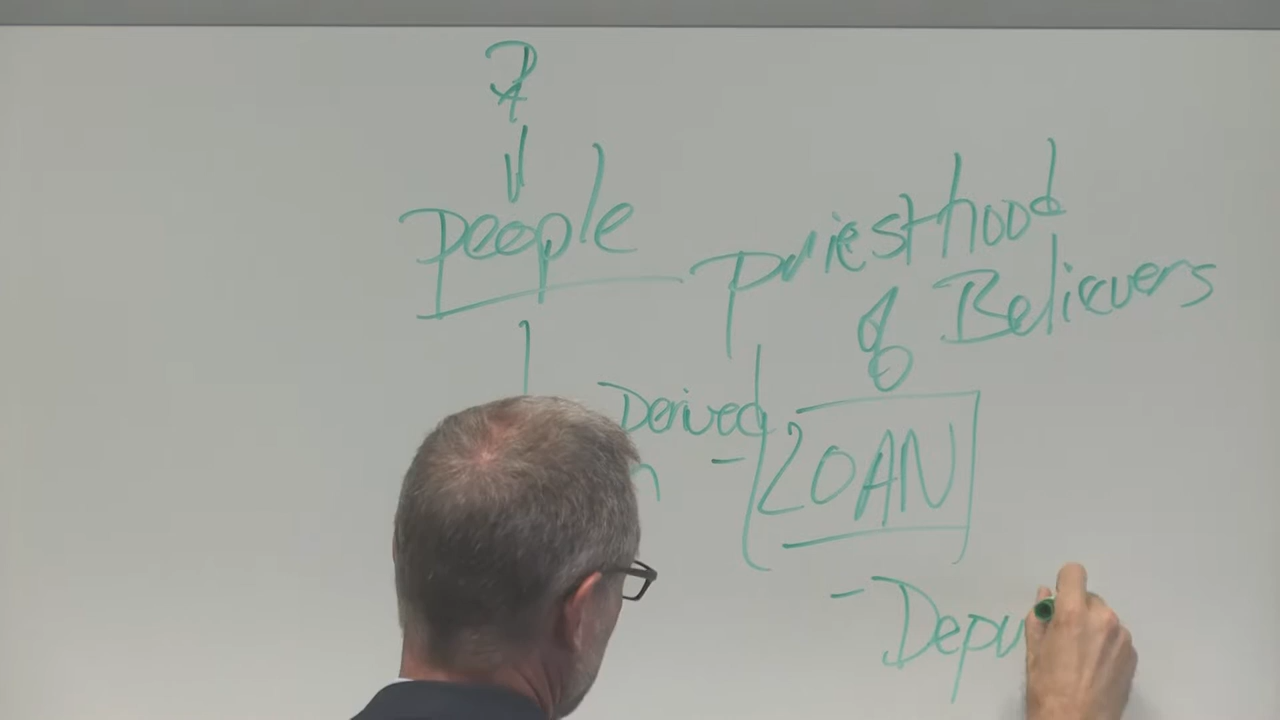 people
Priesthood
of Believers
Derived
- LOAN
- Depu